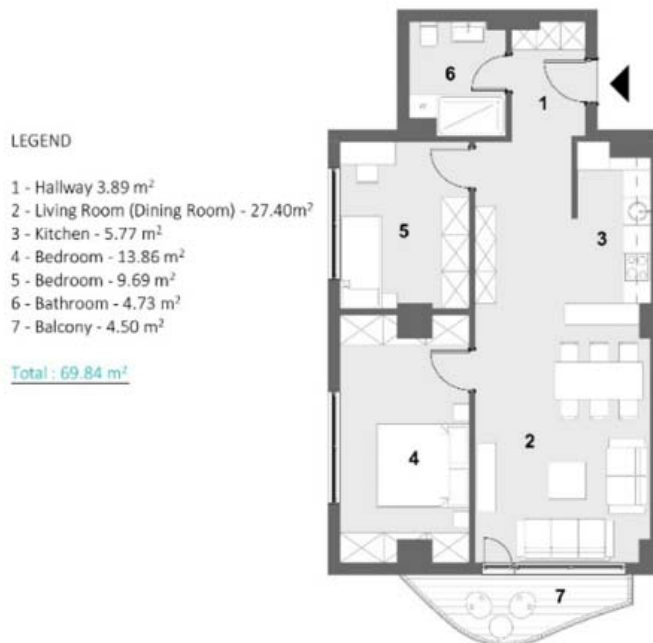 LEGEND
1 - Hallway 3.89 m²
2 - Living Room (Dining Room) - 27.40m²
3 - Kitchen - 5.77 m²
4 - Bedroom - 13.86 m²
5 - Bedroom - 9.69 m²
6 - Bathroom - 4.73 m²
7 - Balcony - 4.50 m²
Total : 69.84 m²
6
1
5
3
4
2
7